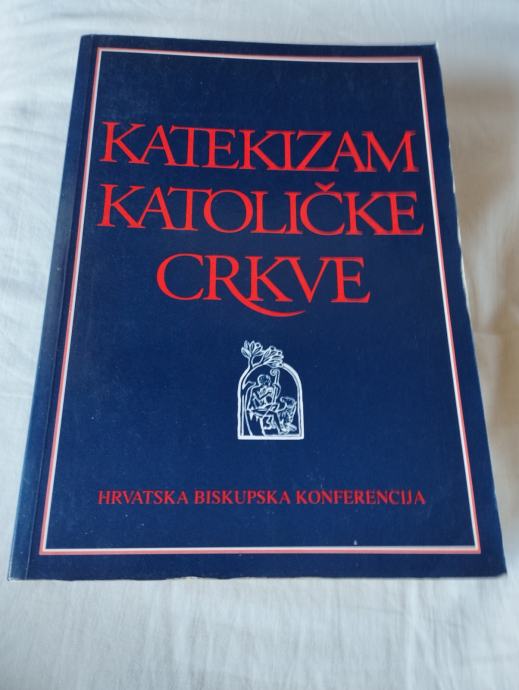 KATEKIZAM
KATOLIČKE
CRKVE
HRVATSKA BISKUPSKA KONFERENCIJA